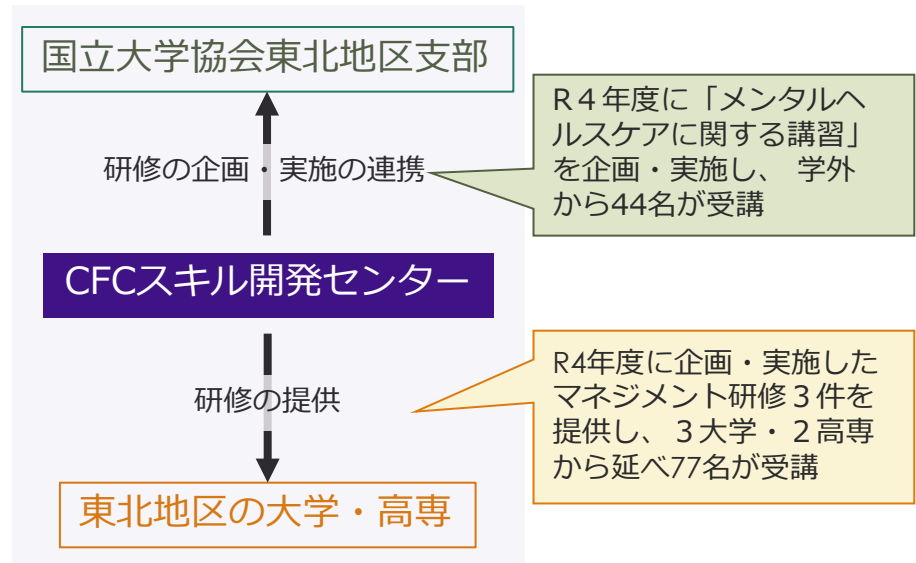 国立大学協会東北地区支部
研修の企画・実施の連携
R４年度に「メンタルヘ
ルスケアに関する講習」
を企画・実施し、 学外
から44名が受講
CFCスキル開発センター
研修の提供
R4年度に企画・実施した
マネジメント研修３件を
提供し、３大学・２高専
から延べ77名が受講
東北地区の大学・高専